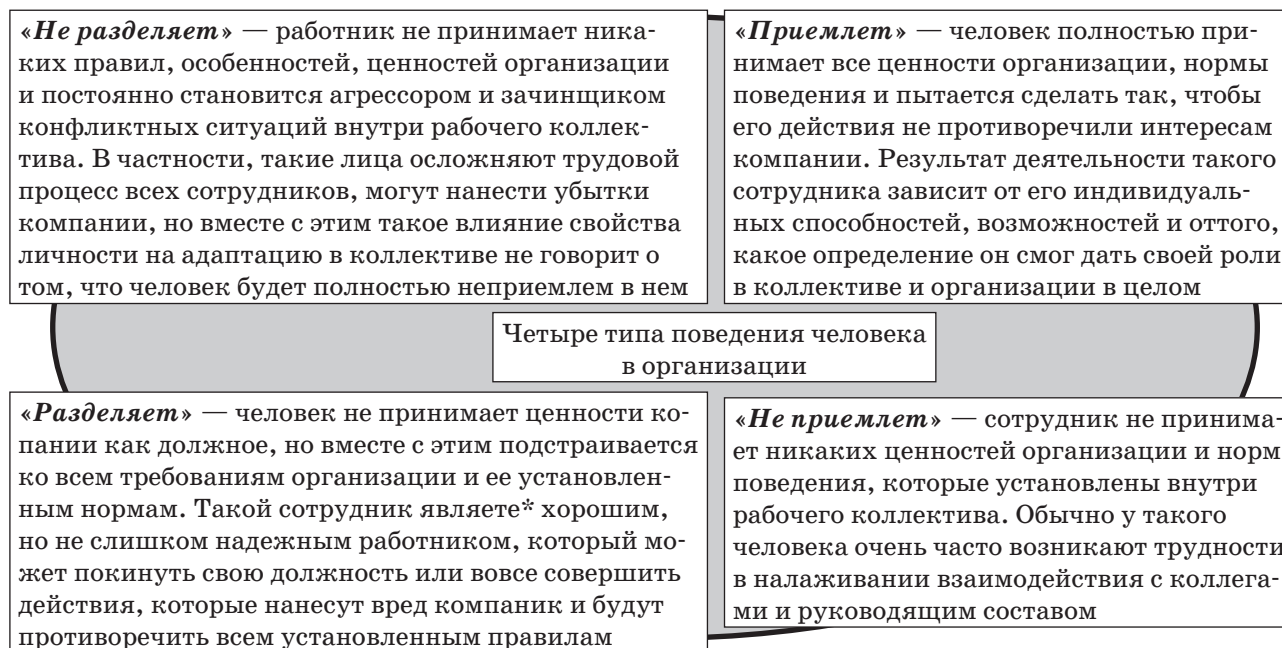 «Не разделяет» — работник не принимает ника-
ких правил, особенностей, ценностей организации
и постоянно становится агрессором и зачинщиком
конфликтных ситуаций внутри рабочего коллек-
тива. В частности, такие лица осложняют трудовой
процесс всех сотрудников, могут нанести убытки
компании, но вместе с этим такое влияние свойства
личности на адаптацию в коллективе не говорит о
том, что человек будет полностью неприемлем в нем
«Приемлет» — человек полностью при-
нимает все ценности организации, нормы
поведения и пытается сделать так, чтобы
его действия не противоречили интересам
компании. Результат деятельности такого
сотрудника зависит от его индивидуаль-
ных способностей, возможностей и оттого,
какое определение он смог дать своей роли
в коллективе и организации в целом
Четыре типа поведения человека
в организации
«Разделяет» — человек не принимает ценности ко-
пании как должное, но вместе с этим подстраивается
ко всем требованиям организации и ее установлен-
ным нормам. Такой сотрудник являете* хорошим,
но не слишком надежным работником, который мо-
жет покинуть свою должность или вовсе совершить
действия, которые нанесут вред компаник и будут
противоречить всем установленным правилам
«Не приемлет» — сотрудник не принима-
ет никаких ценностей организации и норм
поведения, которые установлены внутри
рабочего коллектива. Обычно у такого
человека очень часто возникают трудности
в налаживании взаимодействия с коллега-
ми и руководящим составом